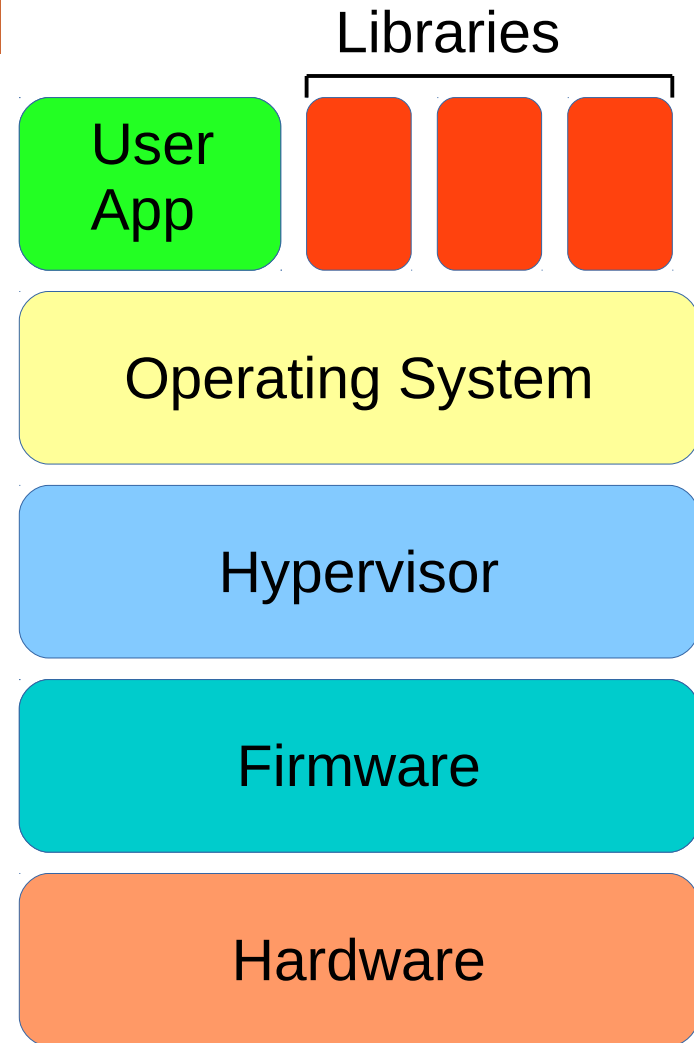 Libraries
User
App
Operating System
Hypervisor
Firmware
Hardware